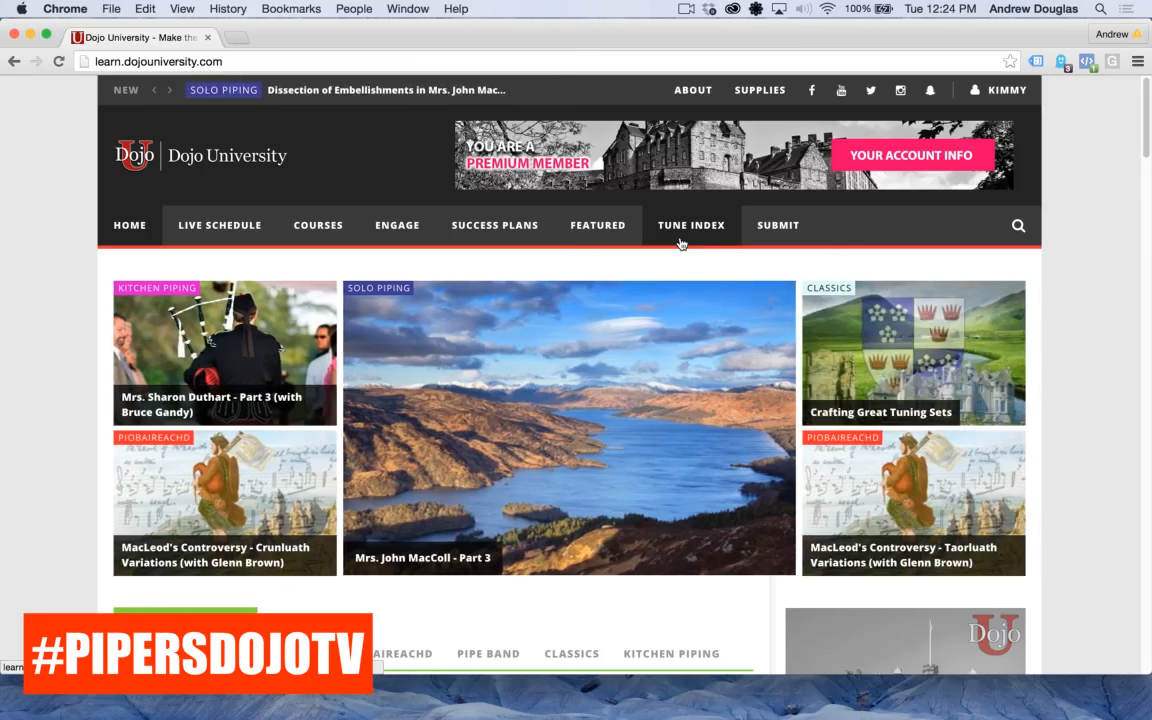 Chrome File Edit View History Bookmarks People Window Help 100% Tue 12:24 PM Andrew Douglas
Dojo University - Make the Andrew
learn.dojouniversity.com
NEW SOLO PIPING Dissection of Embellishments in Mrs. John Mac... ABOUT SUPPLIES KIMMY
U Dojo Dojo University
YOU ARE A
PREMIUM MEMBER
YOUR ACCOUNT INFO
HOME LIVE SCHEDULE COURSES ENGAGE SUCCESS PLANS FEATURED TUNE INDEX SUBMIT
KITCHEN PIPING
Mrs. Sharon Duthart - Part 3 (with
Bruce Gandy)
PIOBAIREACHD
MacLeod's Controversy - Crunluath
Variations (with Glenn Brown)
SOLO PIPING
Mrs. John MacColl - Part 3
CLASSICS
Crafting Great Tuning Sets
PIOBAIREACHD
MacLeod's Controversy - Taorluath
Variations (with Glenn Brown)
AIREACHD PIPE BAND CLASSICS KITCHEN PIPING
U Dojo
learn
#PIPERSDOJOTV